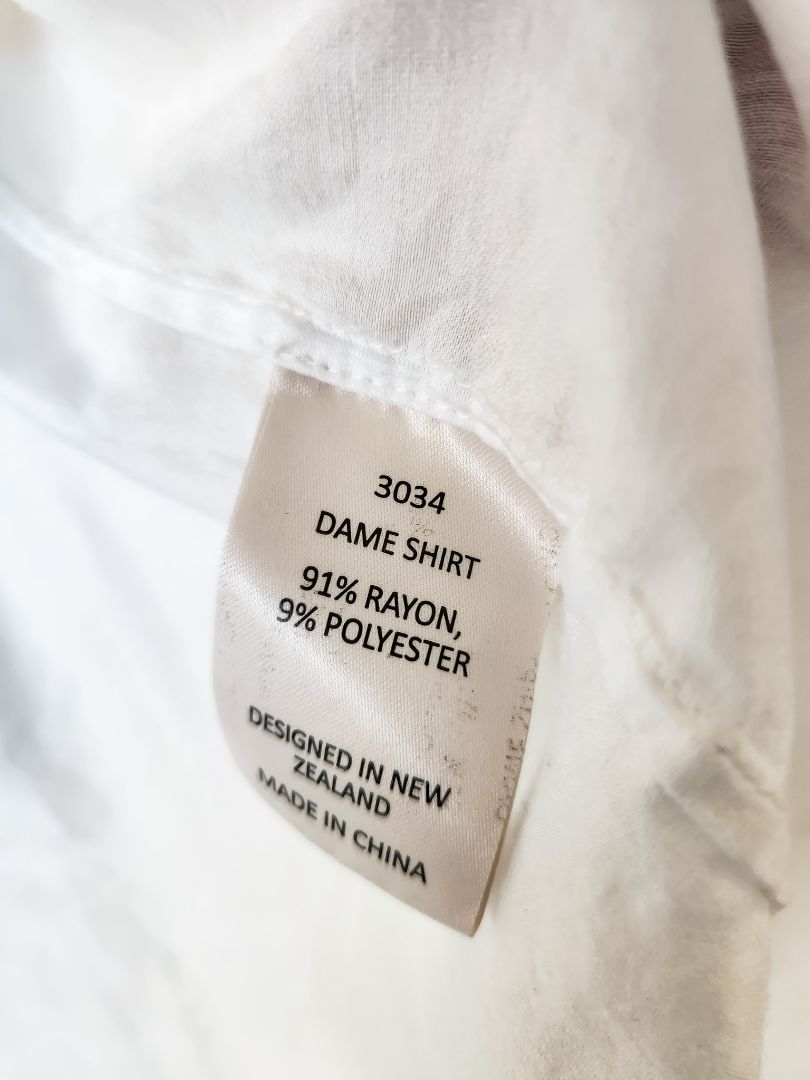 3034
DAME SHIRT
91% RAYON,
9% POLYESTER
DESIGNED IN NEW
ZEALAND
MADE IN CHINA